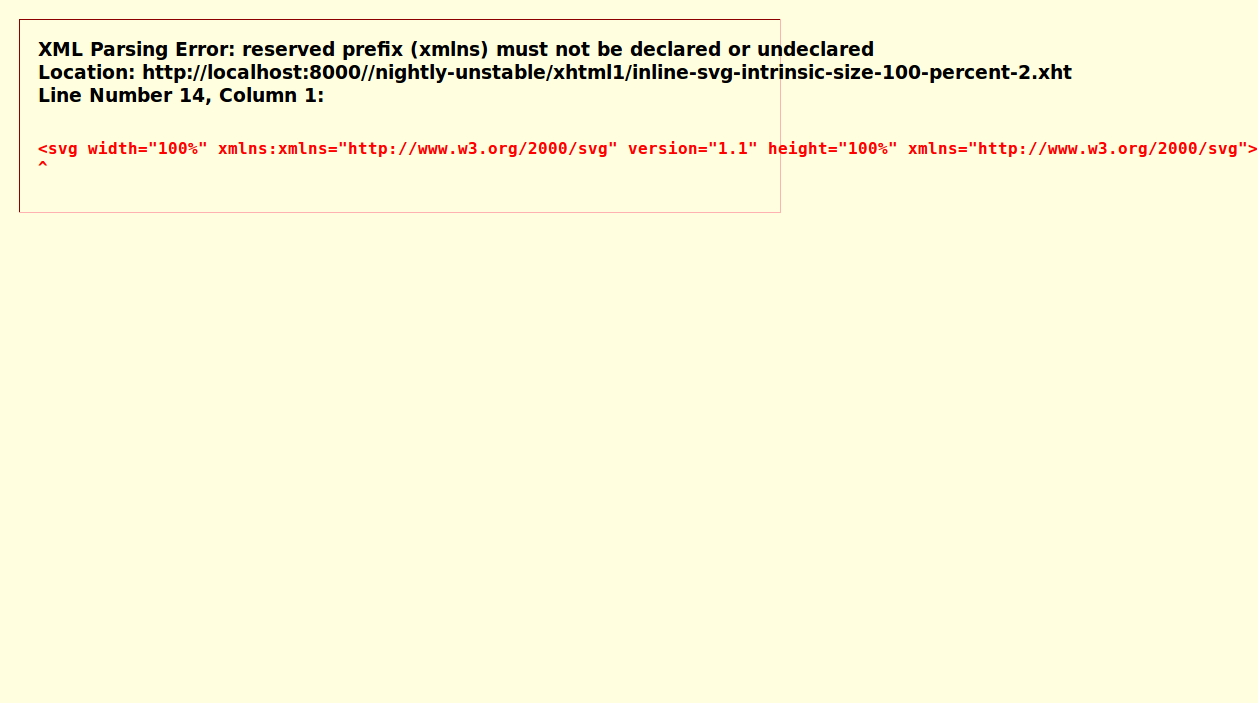 XML Parsing Error: reserved prefix (xmlns) must not be declared or undeclared
Location: http://localhost:8000//nightly-unstable/xhtml1/inline-svg-intrinsic-size-100-percent-2.xht
Line Number 14, Column 1:
<svg width="100%" xmlns:xmlns="http://www.w3.org/2000/svg" version="1.1" height="100%" xmlns="http://www.w3.org/2000/svg">
^